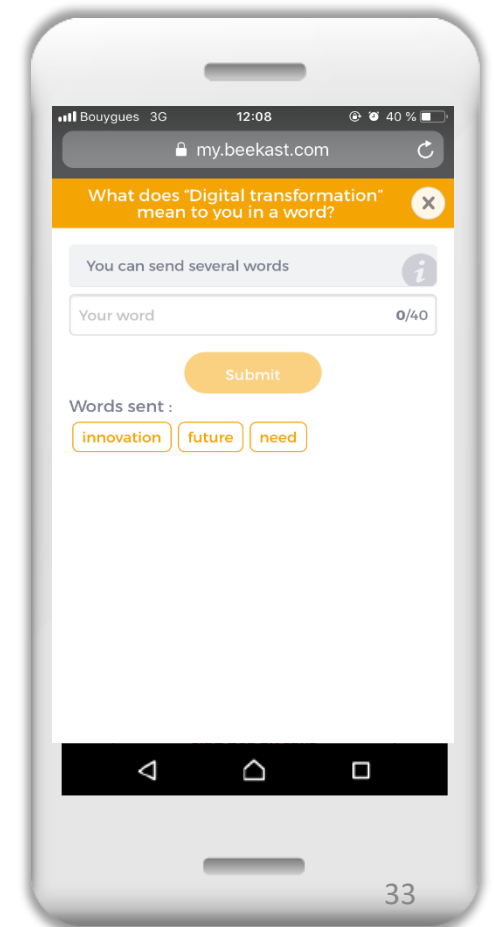 Bouygues 3G 12:08 40 %
my.beekast.com
What does “Digital transformation”
mean to you in a word?
You can send several words
Your word 0/40
Submit
Words sent :
innovation future need
33